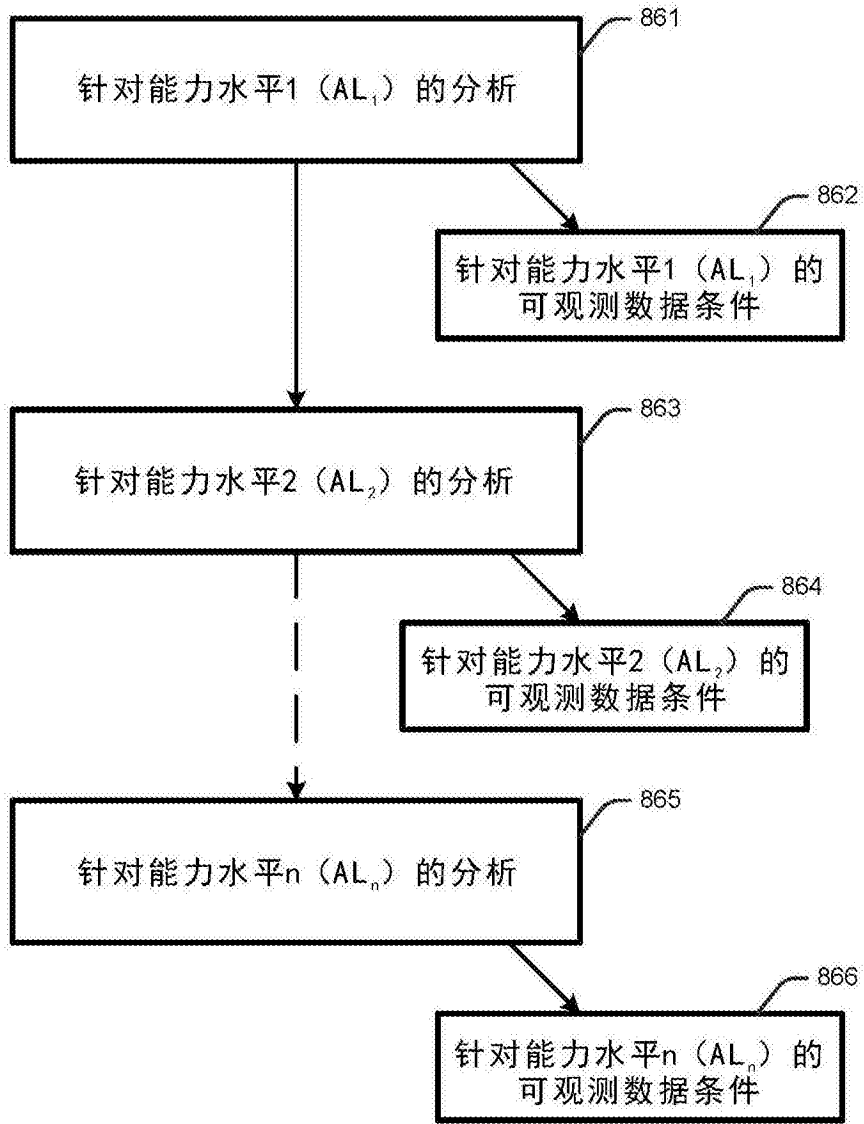 861
针对能力水平1（AL₁）的分析
862
针对能力水平1（AL₁）的
可观测数据条件
863
针对能力水平2（AL₂）的分析
864
针对能力水平2（AL₂）的
可观测数据条件
865
针对能力水平n（ALₙ）的分析
866
针对能力水平n（ALₙ）的
可观测数据条件